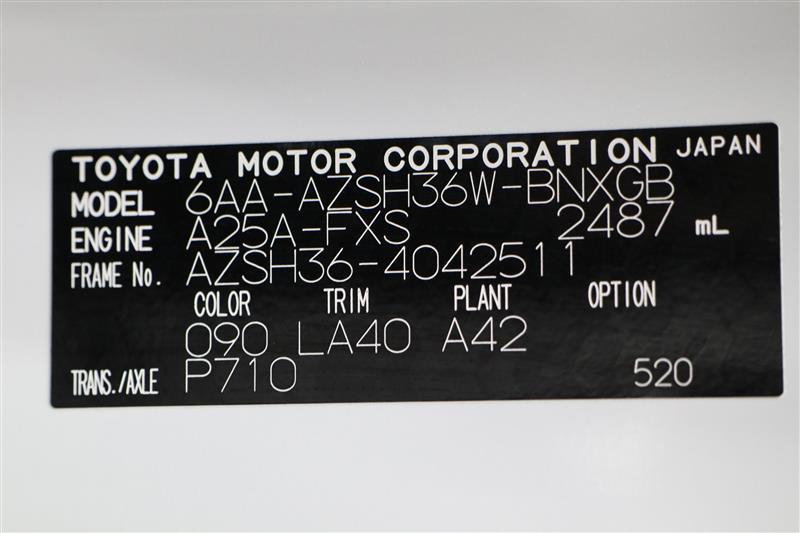 TOYOTA MOTOR CORPORATION JAPAN
MODEL 6AA-AZSH36W-BNXGB
ENGINE A25A-FXS 2487 mL
FRAME No. AZSH36-4042511
COLOR TRIM PLANT OPTION
090 LA40 A42
TRANS./AXLE P710 520